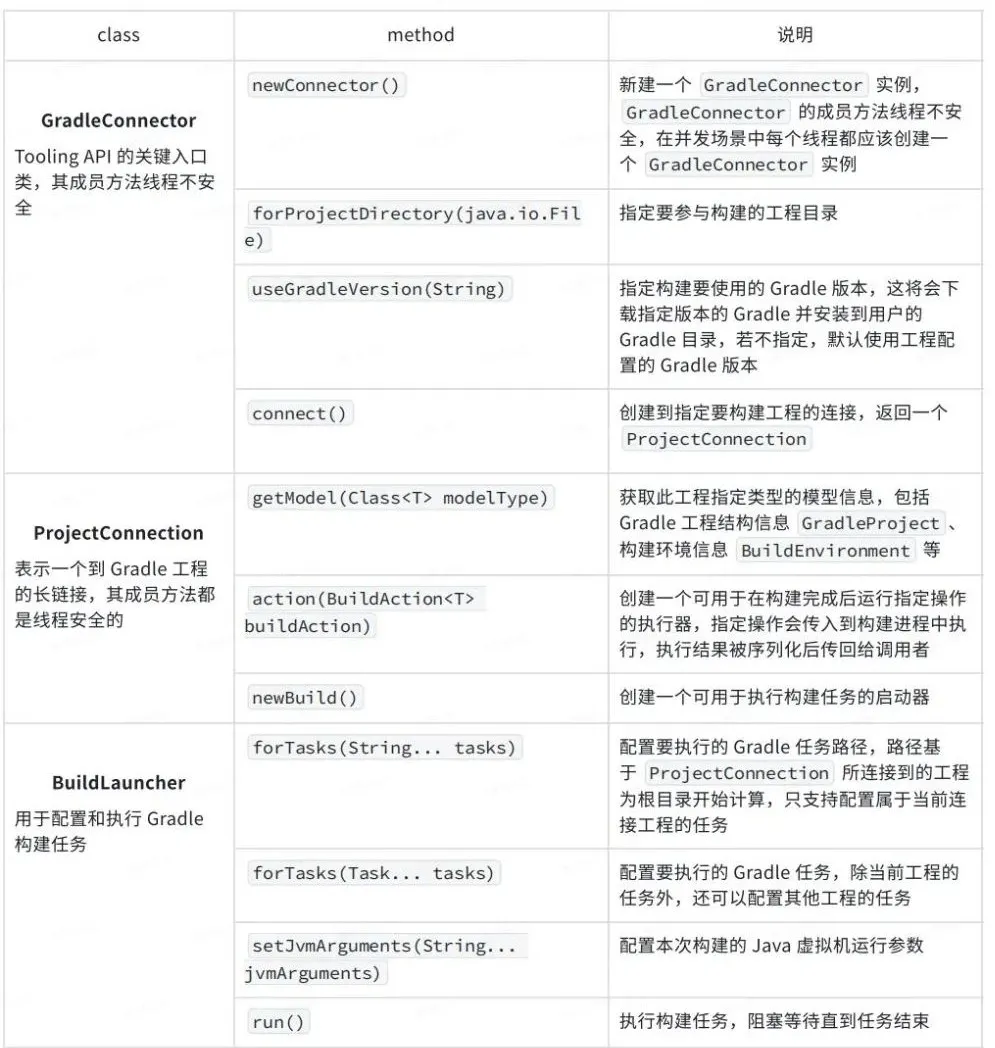 class
method
说明
GradleConnector
Tooling API 的关键入口
类，其成员方法线程不安
全
newConnector()
新建一个 GradleConnector 实例，
GradleConnector 的成员方法线程不安
全，在并发场景中每个线程都应该创建一
个 GradleConnector 实例
forProjectDirectory(java.io.Fil
e)
指定要参与构建的工程目录
useGradleVersion(String)
指定构建要使用的 Gradle 版本，这将会下
载指定版本的 Gradle 并安装到用户的
Gradle 目录，若不指定，默认使用工程配
置的 Gradle 版本
connect()
创建到指定要构建工程的连接，返回一个
ProjectConnection
ProjectConnection
表示一个到 Gradle 工程
的长链接，其成员方法都
是线程安全的
getModel(Class<T> modelType)
获取此工程指定类型的模型信息，包括
Gradle 工程结构信息 GradleProject、
构建环境信息 BuildEnvironment 等
action(BuildAction<T>
buildAction)
创建一个可用于在构建完成后运行指定操作
的执行器，指定操作会传入到构建进程中执
行，执行结果被序列化后传回给调用者
newBuild()
创建一个可用于执行构建任务的启动器
BuildLauncher
用于配置和执行 Gradle
构建任务
forTasks(String... tasks)
配置要执行的 Gradle 任务路径，路径基
于 ProjectConnection 所连接到的工程
为根目录开始计算，只支持配置属于当前连
接工程的任务
forTasks(Task... tasks)
配置要执行的 Gradle 任务，除当前工程的
任务外，还可以配置其他工程的任务
setJvmArguments(String...
jvmArguments)
配置本次构建的 Java 虚拟机运行参数
run()
执行构建任务，阻塞等待直到任务结束